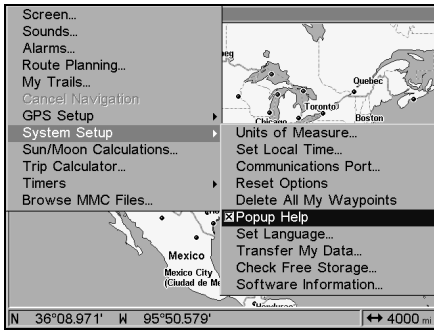 Screen...
Sounds...
Alarms...
Route Planning...
My Trails...
Cancel Navigation
GPS Setup
System Setup
Sun/Moon Calculations...
Trip Calculator...
Timers
Browse MMC Files...
Units of Measure...
Set Local Time...
Communications Port...
Reset Options
Delete All My Waypoints
Popup Help
Set Language...
Transfer My Data...
Check Free Storage...
Software Information...
Quebec
Toronto
Boston
Chicago
Mexico
Mexico City
(Ciudad de Me
Honduras
N 36°08.971' W 95°50.579' ↔ 4000 mi